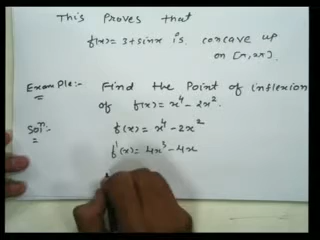 This Proves that
f(x) = 3 + sinx is concave up
on [π, 2π].
Example:- Find the Point of inflexion
of f(x) = x⁴ - 2x².
Solⁿ:- f(x) = x⁴ - 2x²
f'(x) = 4x³ - 4x